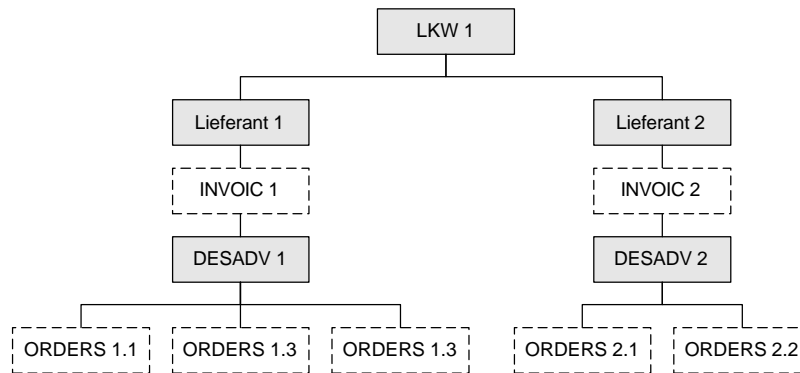 LKW 1
Lieferant 1
Lieferant 2
INVOIC 1
INVOIC 2
DESADV 1
DESADV 2
ORDERS 1.1
ORDERS 1.3
ORDERS 1.3
ORDERS 2.1
ORDERS 2.2